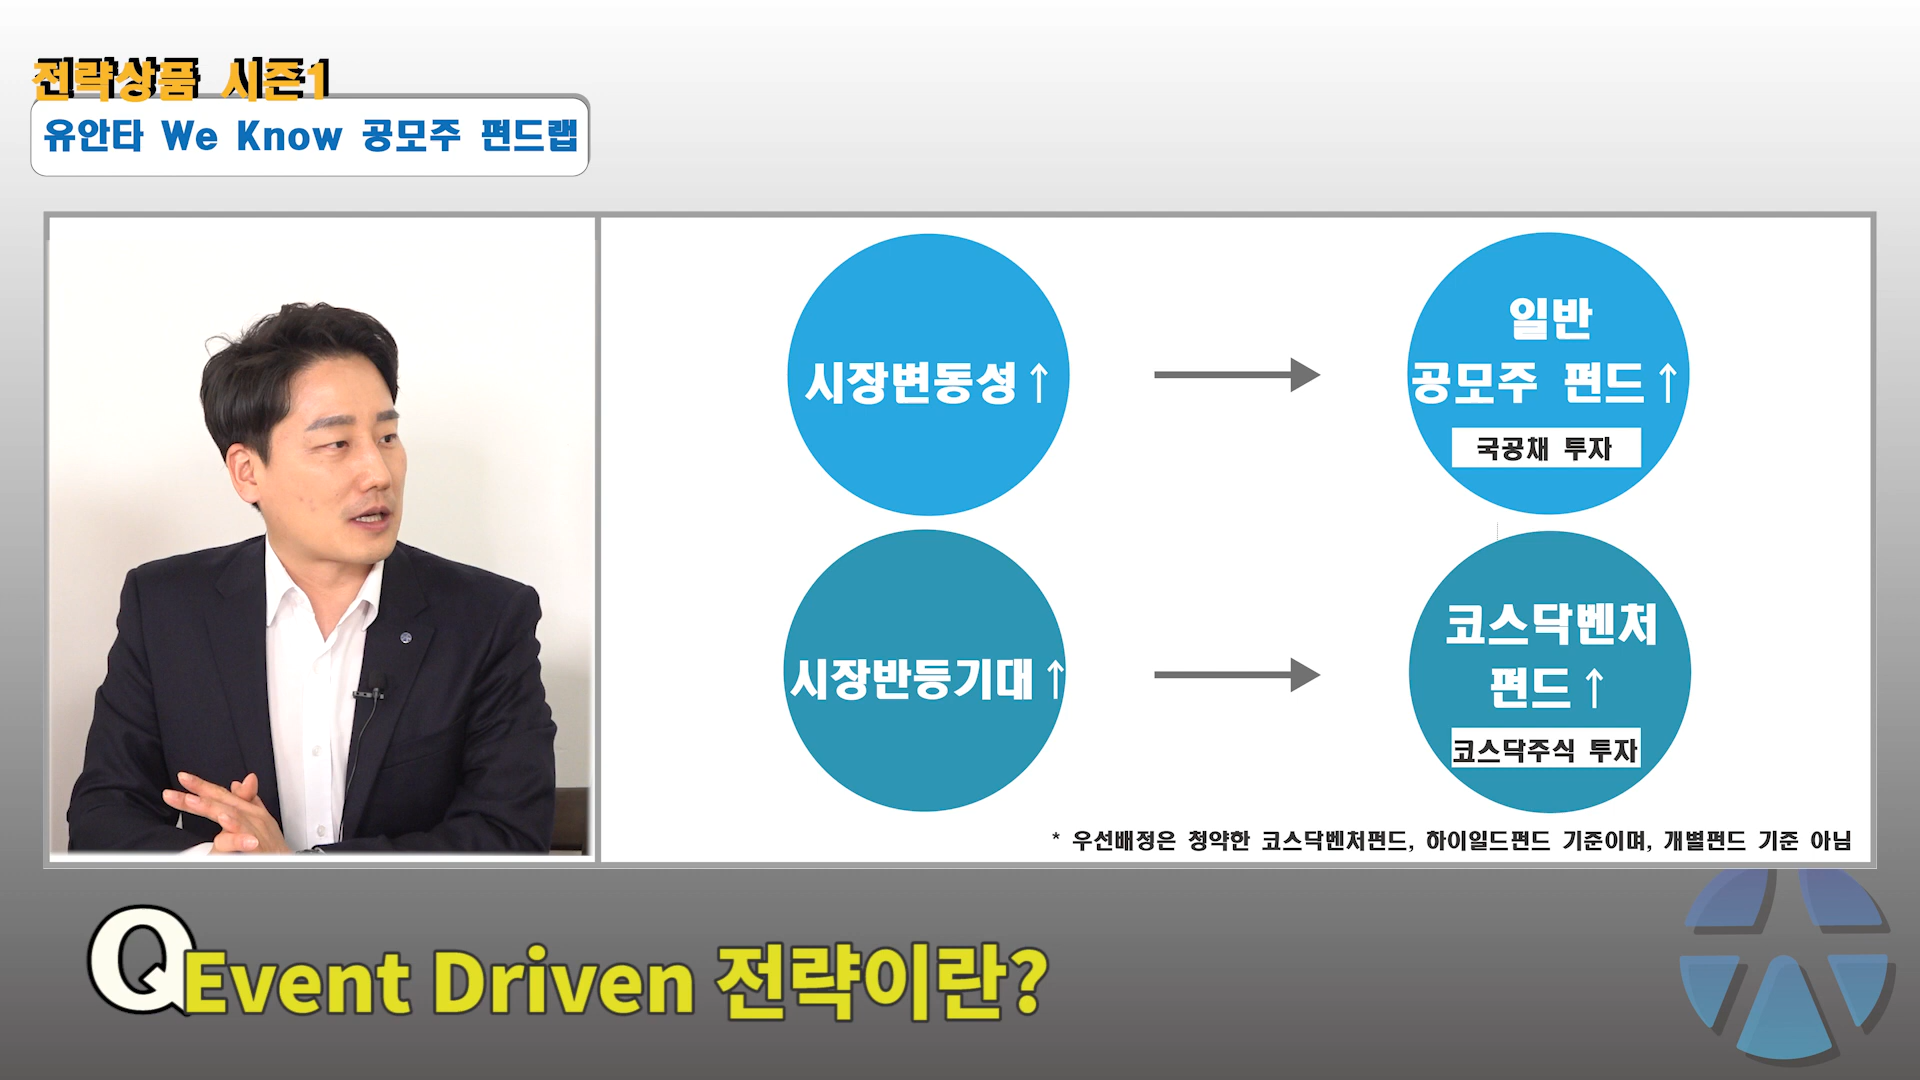 전략상품 시즌1
유안타 We Know 공모주 펀드랩
시장변동성↑
일반
공모주 펀드↑
국공채 투자
시장반등기대↑
코스닥벤처
펀드↑
코스닥주식 투자
* 우선배정은 청약한 코스닥벤처펀드, 하이일드펀드 기준이며, 개별펀드 기준 아님
Q Event Driven 전략이란?